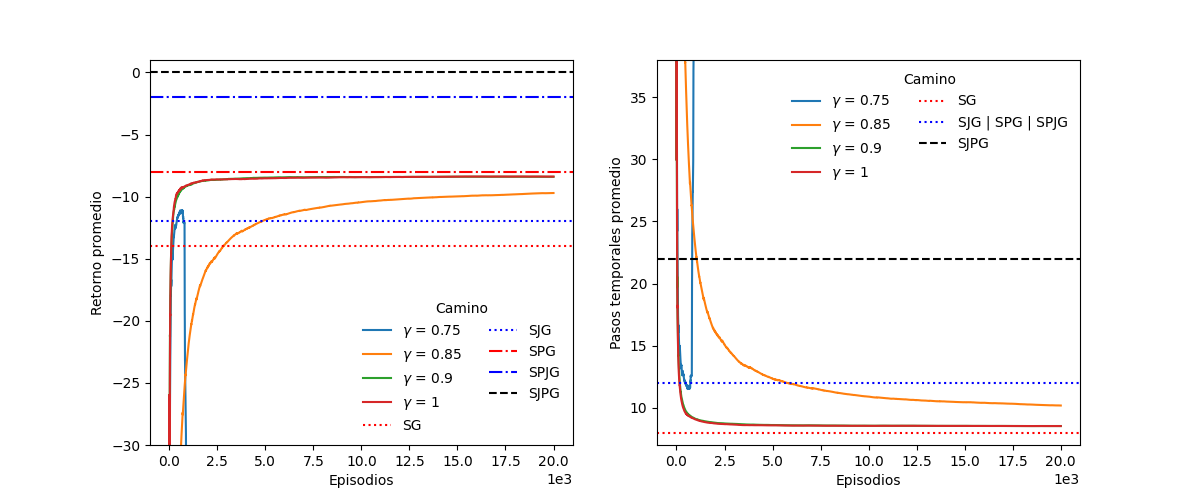 0
−5
−10
−15
−20
−25
−30
Retorno promedio
0.0 2.5 5.0 7.5 10.0 12.5 15.0 17.5 20.0
Episodios
1e3
Camino
γ = 0.75
γ = 0.85
γ = 0.9
γ = 1
SG
SJG
SPG
SPJG
SJPG
35
30
25
20
15
10
Pasos temporales promedio
0.0 2.5 5.0 7.5 10.0 12.5 15.0 17.5 20.0
Episodios
1e3
Camino
γ = 0.75
γ = 0.85
γ = 0.9
γ = 1
SG
SJG | SPG | SPJG
SJPG